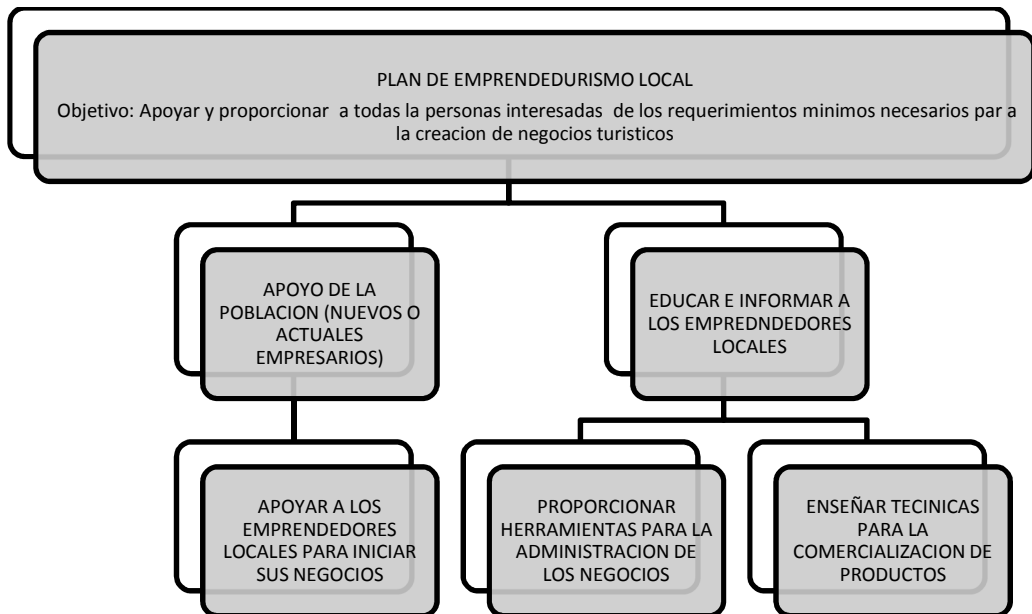 PLAN DE EMPRENDEDURISMO LOCAL
Objetivo: Apoyar y proporcionar a todas la personas interesadas de los requerimientos minimos necesarios par a
la creacion de negocios turisticos
APOYO DE LA
POBLACION (NUEVOS O
ACTUALES
EMPRESARIOS)
EDUCAR E INFORMAR A
LOS EMPREDNDEDORES
LOCALES
APOYAR A LOS
EMPRENDEDORES
LOCALES PARA INICIAR
SUS NEGOCIOS
PROPORCIONAR
HERRAMIENTAS PARA LA
ADMINISTRACION DE
LOS NEGOCIOS
ENSEÑAR TECINICAS
PARA LA
COMERCIALIZACION DE
PRODUCTOS